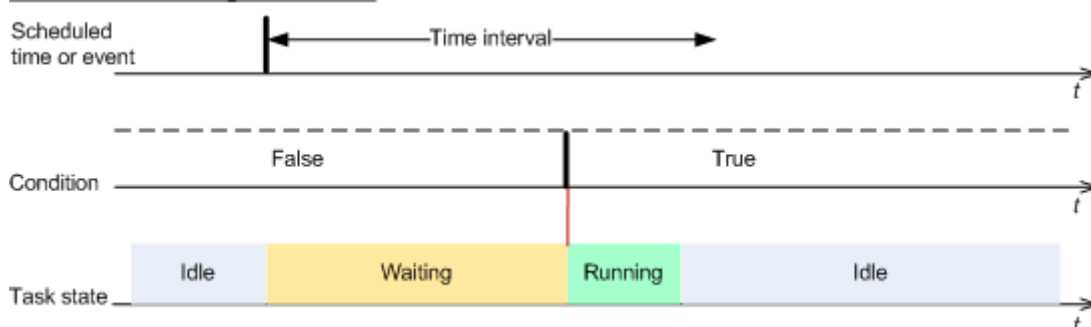 Scheduled
time or event
Time interval
t
False
True
Condition
t
Idle
Waiting
Running
Idle
Task state
t